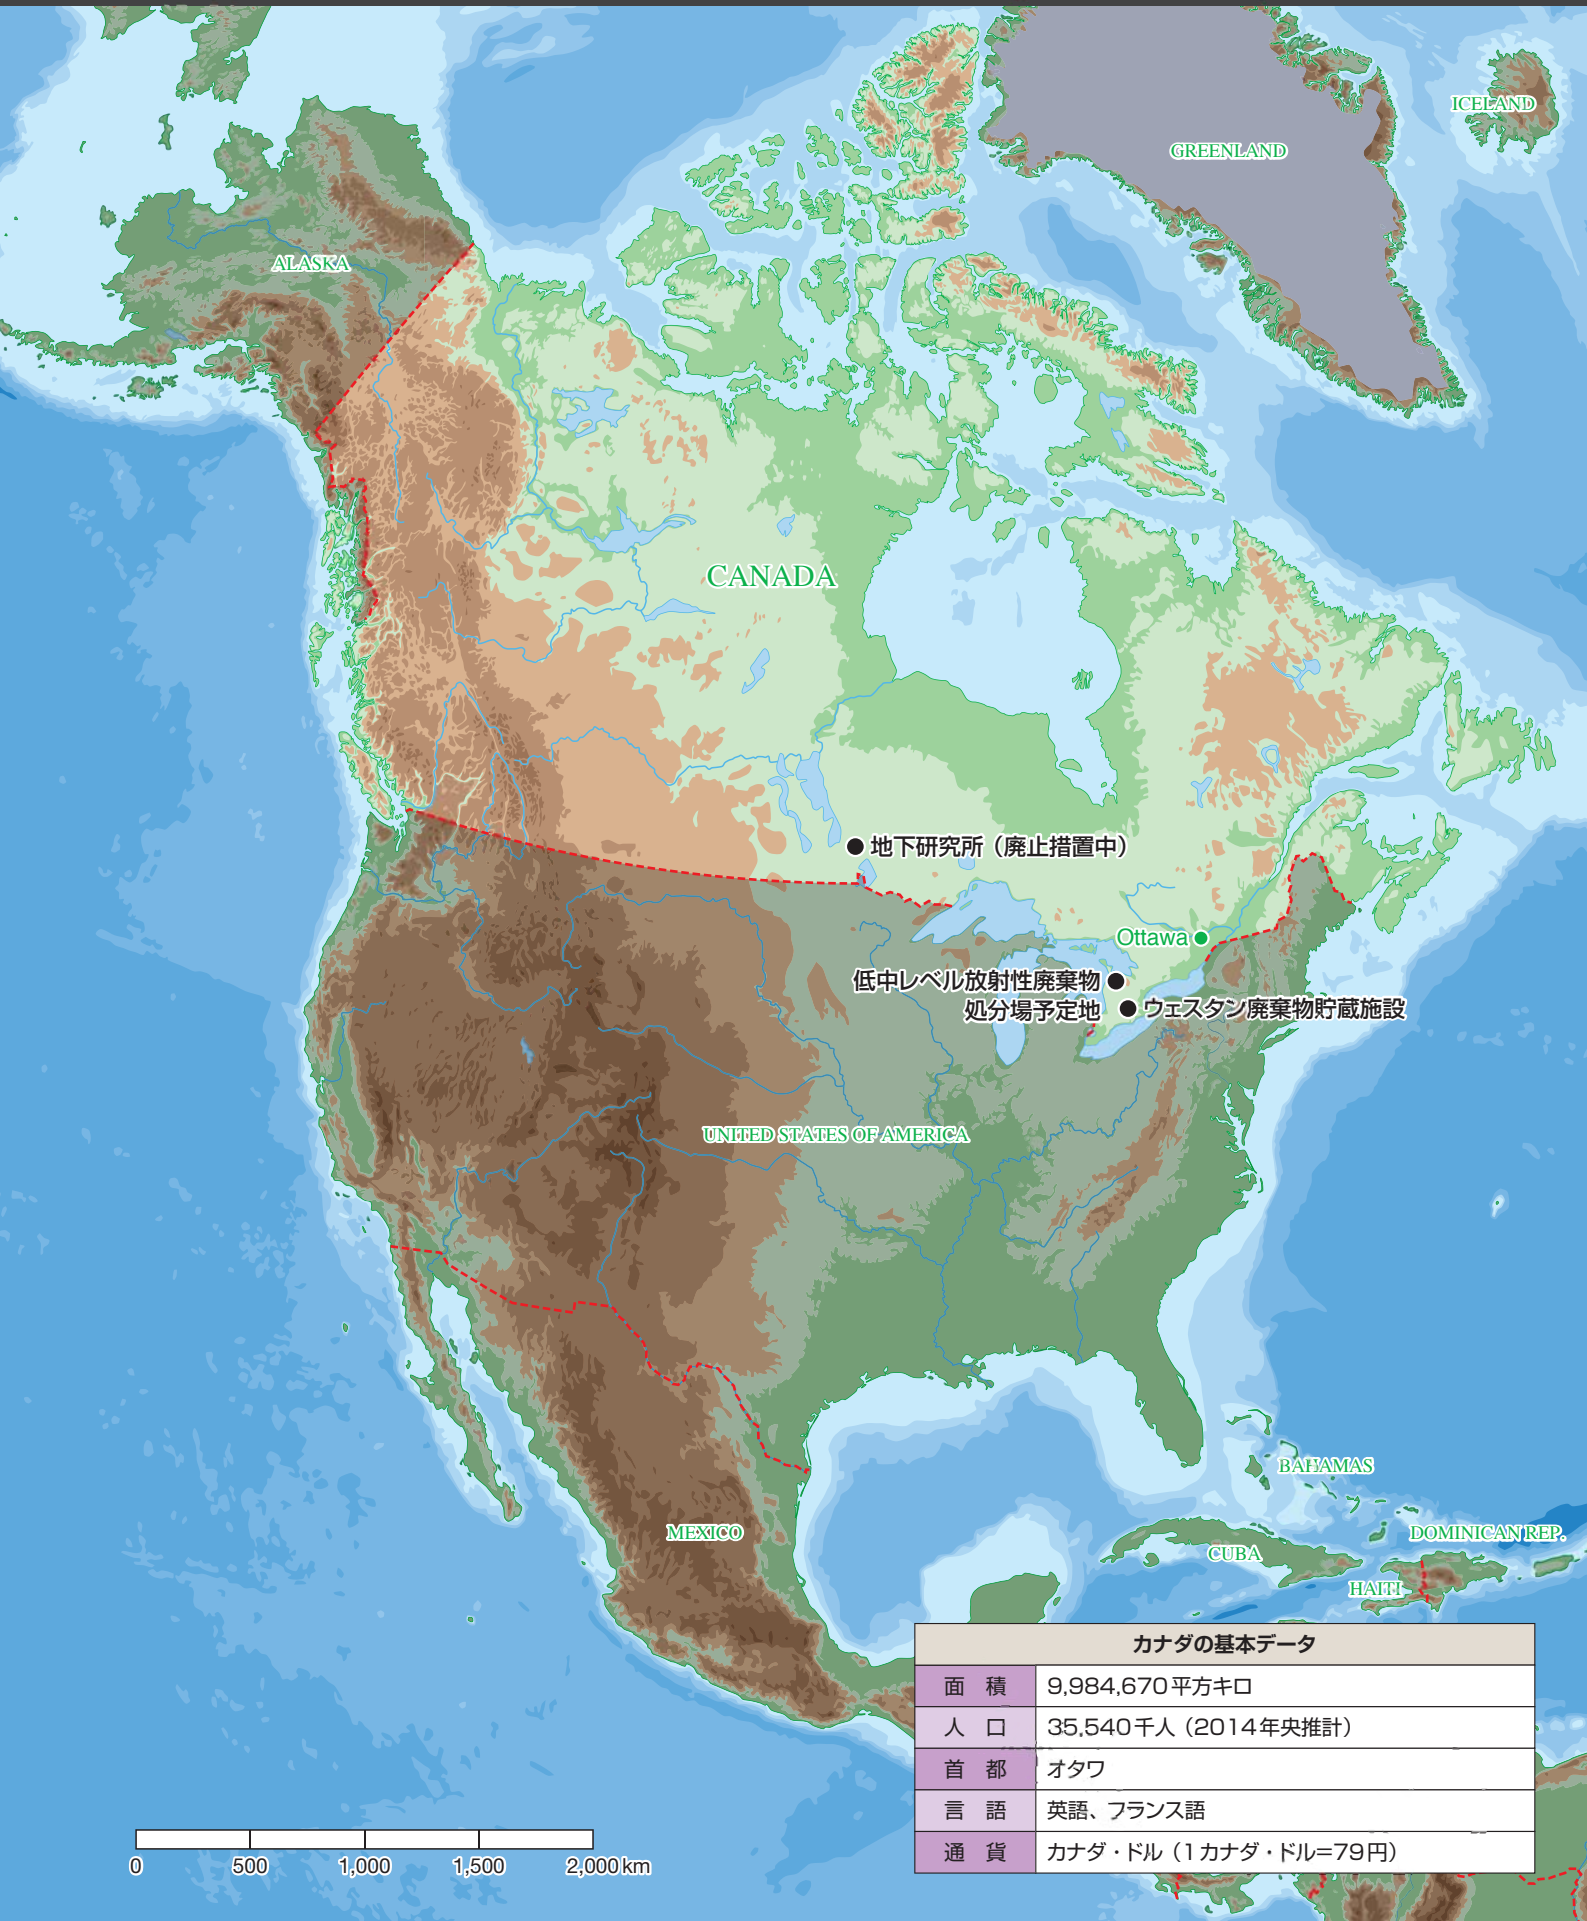 ICELAND
GREENLAND
ALASKA
CANADA
地下研究所（廃止措置中）
Ottawa
低中レベル放射性廃棄物
処分場予定地
ウェスタン廃棄物貯蔵施設
UNITED STATES OF AMERICA
BAHAMAS
MEXICO
DOMINICAN REP.
CUBA
HAITI
カナダの基本データ
面 積 9,984,670平方キロ
人 口 35,540千人（2014年央推計）
首 都 オタワ
言 語 英語、フランス語
通 貨 カナダ・ドル（1カナダ・ドル＝79円）
0 500 1,000 1,500 2,000km